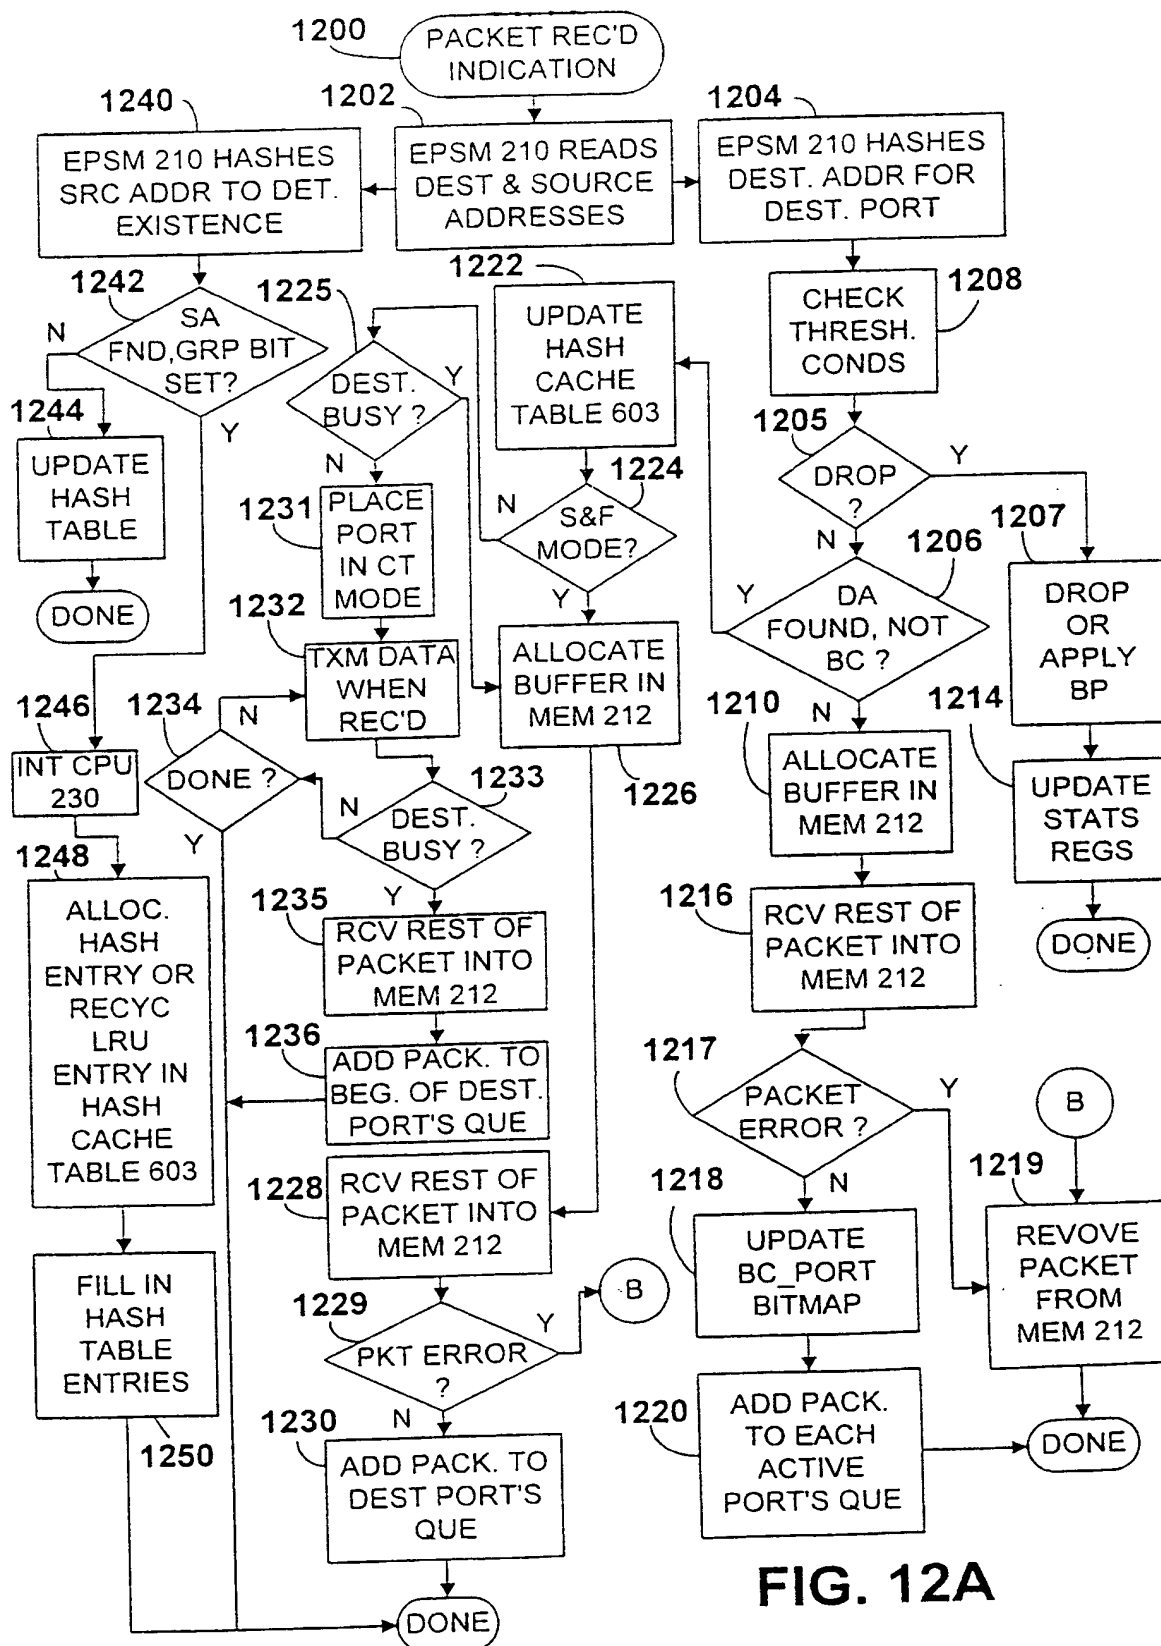 1200
PACKET REC'D
INDICATION
1240
EPSM 210 HASHES
SRC ADDR TO DET.
EXISTENCE
1202
EPSM 210 READS
DEST & SOURCE
ADDRESSES
1204
EPSM 210 HASHES
DEST. ADDR FOR
DEST. PORT
1242
SA
FND,GRP BIT
SET?
N
Y
1244
UPDATE
HASH
TABLE
DONE
1246
INT CPU
230
1248
ALLOC.
HASH
ENTRY OR
RECYC
LRU
ENTRY IN
HASH
CACHE
TABLE 603
FILL IN
HASH
TABLE
ENTRIES
1250
1225
DEST.
BUSY ?
Y
N
1231
PLACE
PORT
IN CT
MODE
1232
TXM DATA
WHEN
REC'D
1234
DONE ?
N
Y
1233
DEST.
BUSY ?
N
Y
1235
RCV REST OF
PACKET INTO
MEM 212
1236
ADD PACK. TO
BEG. OF DEST.
PORT'S QUE
1222
UPDATE
HASH
CACHE
TABLE 603
1224
S&F
MODE?
N
Y
ALLOCATE
BUFFER IN
MEM 212
1226
1228
RCV REST OF
PACKET INTO
MEM 212
1229
PKT ERROR
?
Y
B
N
1230
ADD PACK. TO
DEST PORT'S
QUE
DONE
1208
CHECK
THRESH.
CONDS
1205
DROP
?
Y
N
1206
DA
FOUND, NOT
BC ?
Y
N
1207
DROP
OR
APPLY
BP
1214
UPDATE
STATS
REGS
DONE
1210
ALLOCATE
BUFFER IN
MEM 212
1216
RCV REST OF
PACKET INTO
MEM 212
1217
PACKET
ERROR ?
Y
N
B
1218
UPDATE
BC_PORT
BITMAP
1219
REVOVE
PACKET
FROM
MEM 212
1220
ADD PACK.
TO EACH
ACTIVE
PORT'S QUE
DONE
FIG. 12A